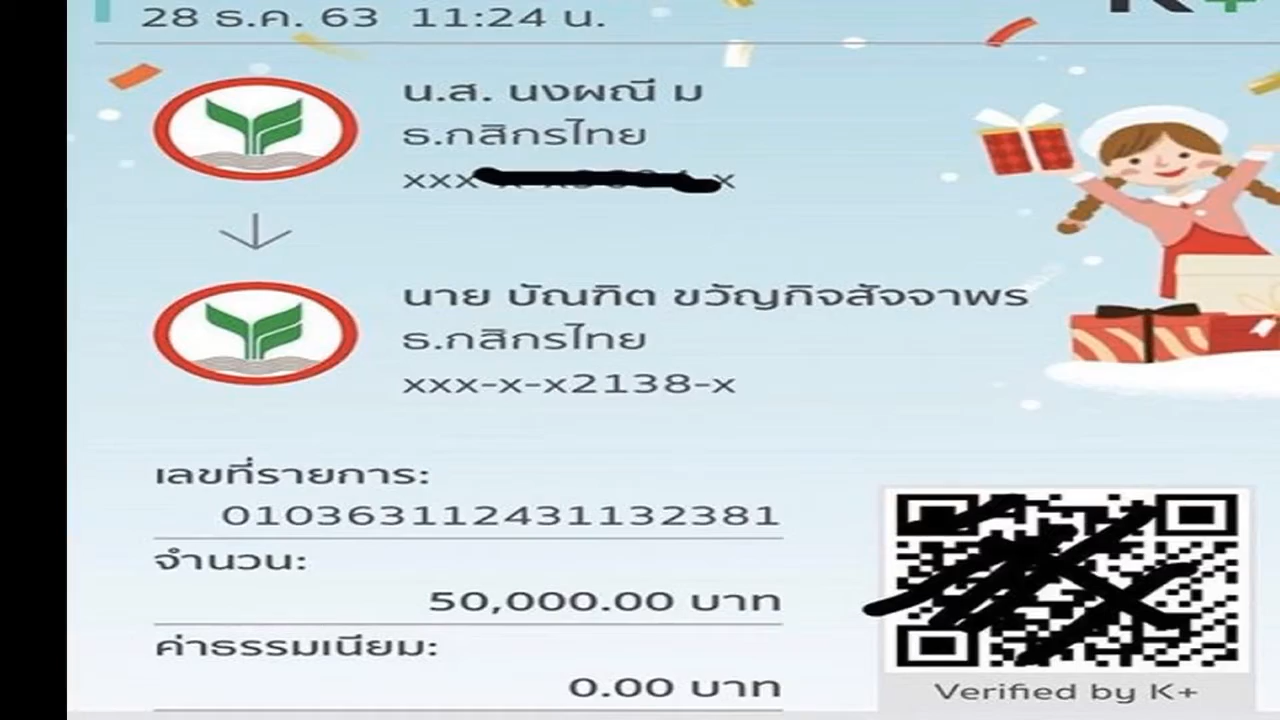 28 ธ.ค. 63 11:24 น.
K+
น.ส. นงผณี ม
ธ.กสิกรไทย
xxx x
นาย บัณฑิต ขวัญกิจสัจจาพร
ธ.กสิกรไทย
xxx-x-x2138-x
เลขที่รายการ:
010363112431132381
จำนวน:
50,000.00 บาท
ค่าธรรมเนียม:
0.00 บาท
Verified by K+